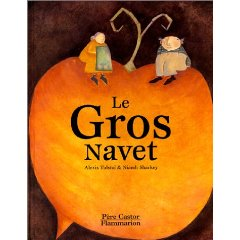 Le
Gros
Navet
Alexis Tolstoï & Niamh Sharkey
Père Castor
Flammarion